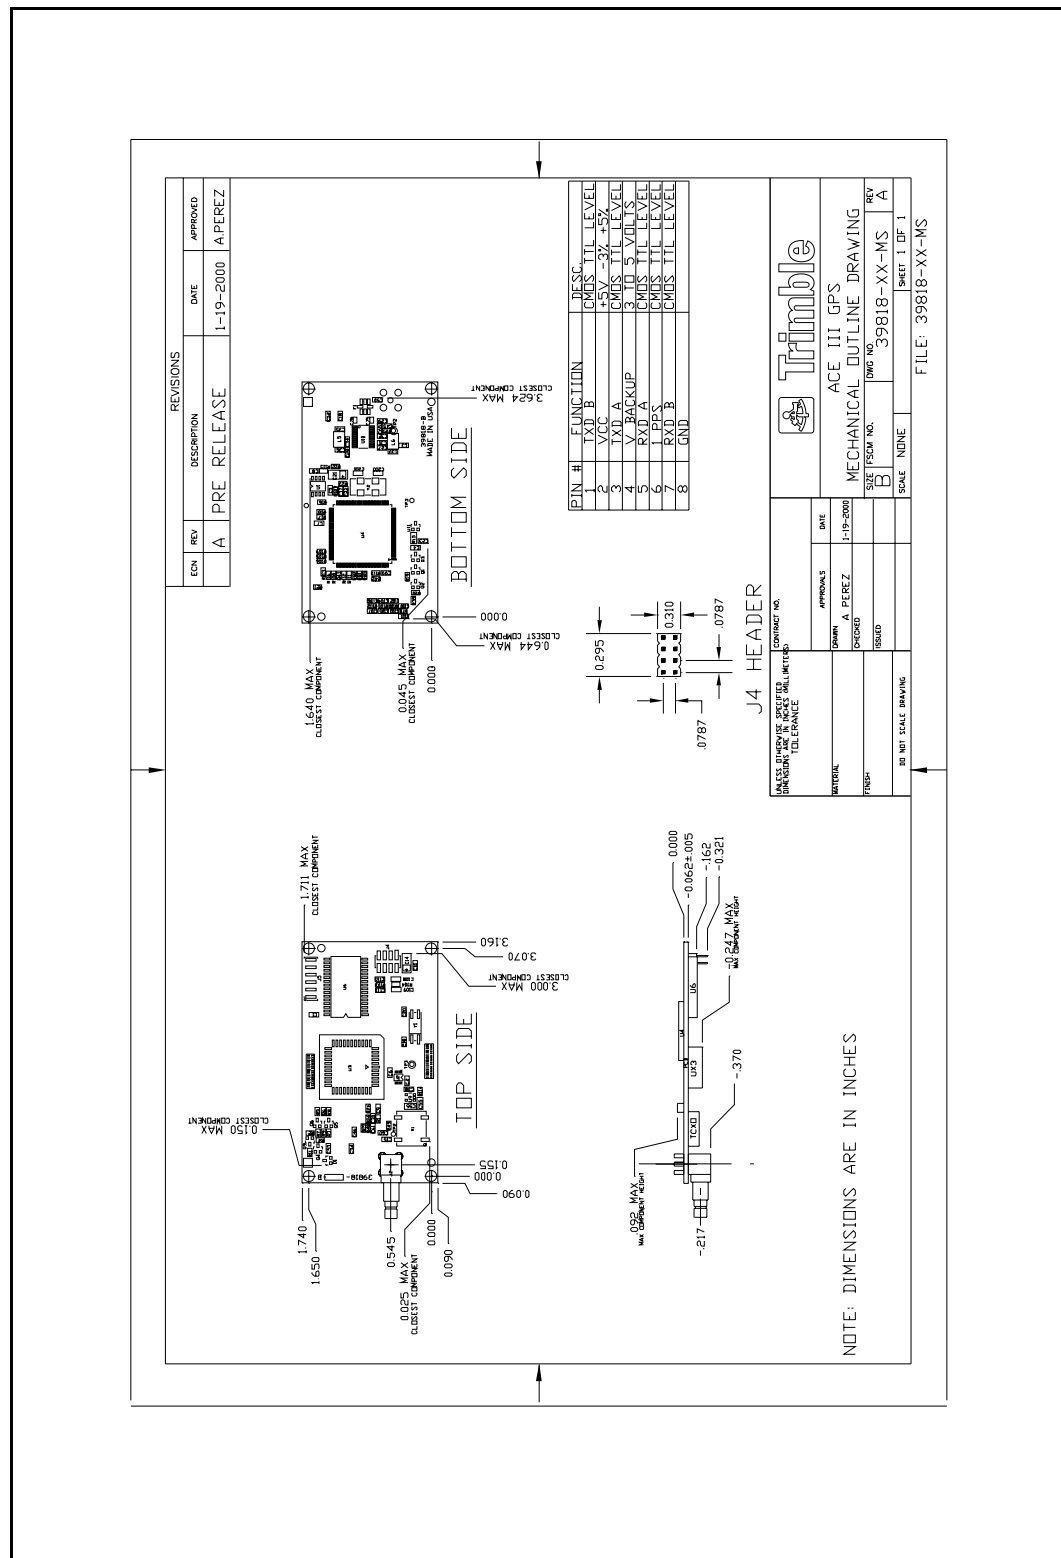 REVISIONS
ECN REV DESCRIPTION DATE APPROVED
A PRE RELEASE 1-19-2000 A.PEREZ
1.711 MAX
CLOSEST COMPONENT
0.150 MAX
CLOSEST COMPONENT
1.740
1.650
0.545
0.025 MAX
CLOSEST COMPONENT
0.000
0.090
0.090
0.000
0.155
3.000 MAX
CLOSEST COMPONENT
3.070
3.160
39818-
TOP SIDE
1.640 MAX
CLOSEST COMPONENT
0.045 MAX
CLOSEST COMPONENT
0.000
0.644 MAX
CLOSEST COMPONENT
0.000
3.624 MAX
CLOSEST COMPONENT
39818-B
MADE IN USA
BOTTOM SIDE
PIN # FUNCTION DESC.
1 TXD B CMOS TTL LEVEL
2 VCC +5V -3% +5%
3 TXD A CMOS TTL LEVEL
4 V BACKUP 3 TO 5 VOLTS
5 RXD A CMOS TTL LEVEL
6 1 PPS CMOS TTL LEVEL
7 RXD B CMOS TTL LEVEL
8 GND
0.295
0.310
.0787
.0787
J4 HEADER
.092 MAX
MAX COMPONENT HEIGHT
-.217
TCXO
UX3
U6
-.370
-0.247 MAX
MAX COMPONENT HEIGHT
0.000
-0.062±.005
-.162
-0.321
NOTE: DIMENSIONS ARE IN INCHES
UNLESS OTHERWISE SPECIFIED
DIMENSIONS ARE IN INCHES (MILLIMETERS)
TOLERANCE
MATERIAL
FINISH
DO NOT SCALE DRAWING
CONTRACT NO.
APPROVALS DATE
DRAWN A PEREZ 1-19-2000
CHECKED
ISSUED
Trimble
ACE III GPS
MECHANICAL OUTLINE DRAWING
SIZE B FSCM NO. DWG NO. 39818-XX-MS REV A
SCALE NONE SHEET 1 OF 1
FILE: 39818-XX-MS